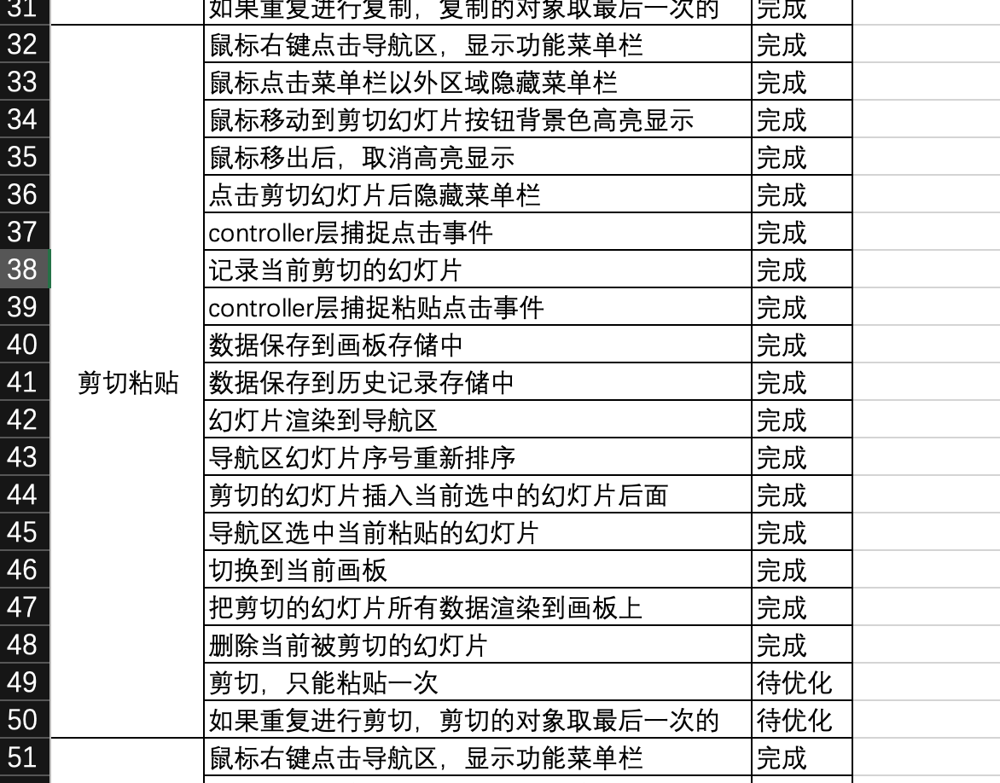 31 如果重复进行复制，复制的对象取最后一次的 完成
32 鼠标右键点击导航区，显示功能菜单栏 完成
33 鼠标点击菜单栏以外区域隐藏菜单栏 完成
34 鼠标移动到剪切幻灯片按钮背景色高亮显示 完成
35 鼠标移出后，取消高亮显示 完成
36 点击剪切幻灯片后隐藏菜单栏 完成
37 controller层捕捉点击事件 完成
38 记录当前剪切的幻灯片 完成
39 controller层捕捉粘贴点击事件 完成
40 数据保存到画板存储中 完成
41 剪切粘贴 数据保存到历史记录存储中 完成
42 幻灯片渲染到导航区 完成
43 导航区幻灯片序号重新排序 完成
44 剪切的幻灯片插入当前选中的幻灯片后面 完成
45 导航区选中当前粘贴的幻灯片 完成
46 切换到当前画板 完成
47 把剪切的幻灯片所有数据渲染到画板上 完成
48 删除当前被剪切的幻灯片 完成
49 剪切，只能粘贴一次 待优化
50 如果重复进行剪切，剪切的对象取最后一次的 待优化
51 鼠标右键点击导航区，显示功能菜单栏 完成